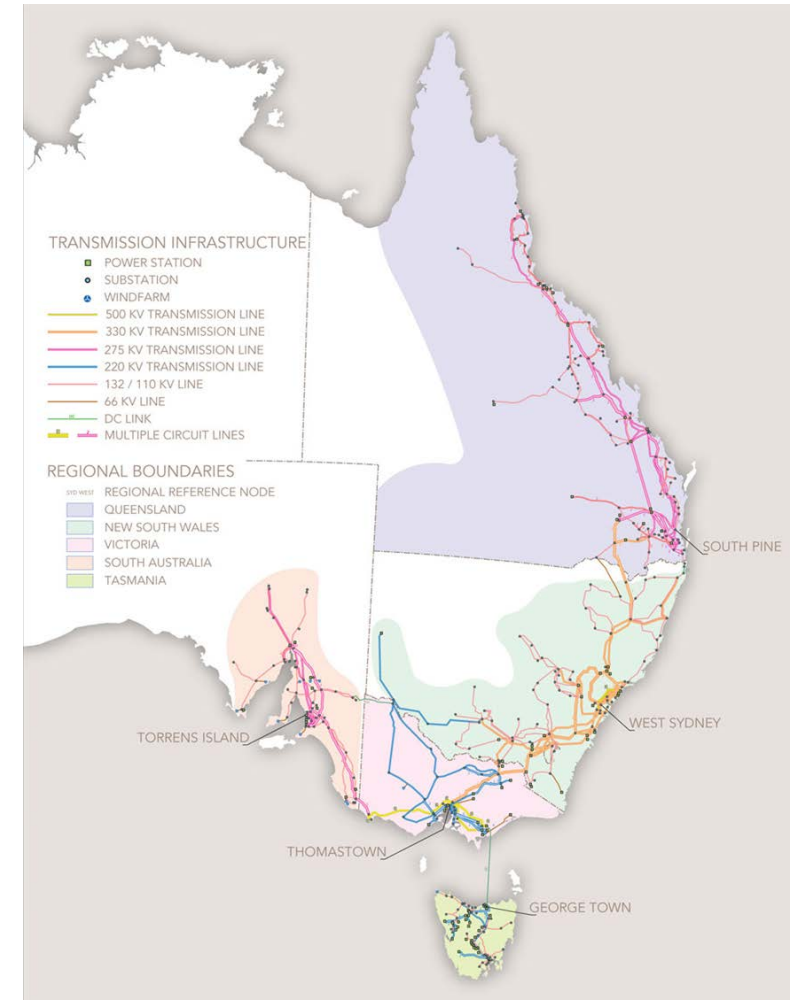 TRANSMISSION INFRASTRUCTURE
POWER STATION
SUBSTATION
WINDFARM
500 KV TRANSMISSION LINE
330 KV TRANSMISSION LINE
275 KV TRANSMISSION LINE
220 KV TRANSMISSION LINE
132 / 110 KV LINE
66 KV LINE
DC LINK
MULTIPLE CIRCUIT LINES
REGIONAL BOUNDARIES
SYD WEST REGIONAL REFERENCE NODE
QUEENSLAND
NEW SOUTH WALES
VICTORIA
SOUTH AUSTRALIA
TASMANIA
SOUTH PINE
WEST SYDNEY
TORRENS ISLAND
THOMASTOWN
GEORGE TOWN